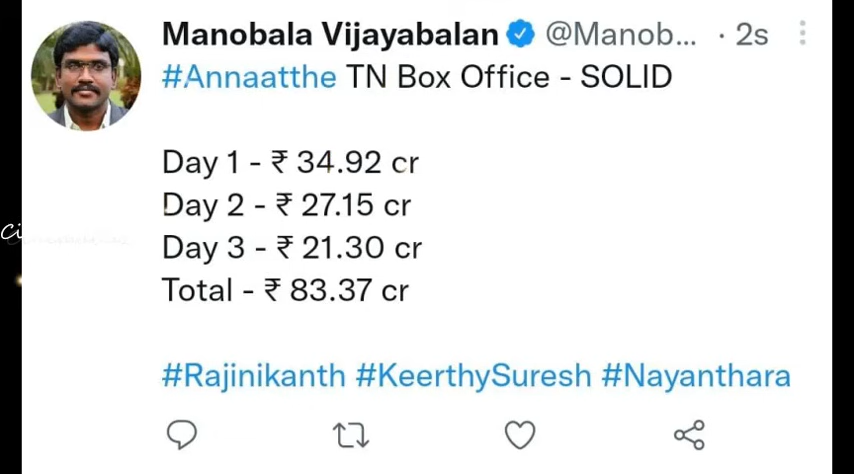 Manobala Vijayabalan @Manob... · 2s
#Annaatthe TN Box Office - SOLID
Day 1 - ₹ 34.92 cr
Day 2 - ₹ 27.15 cr
Day 3 - ₹ 21.30 cr
Total - ₹ 83.37 cr
#Rajinikanth #KeerthySuresh #Nayanthara